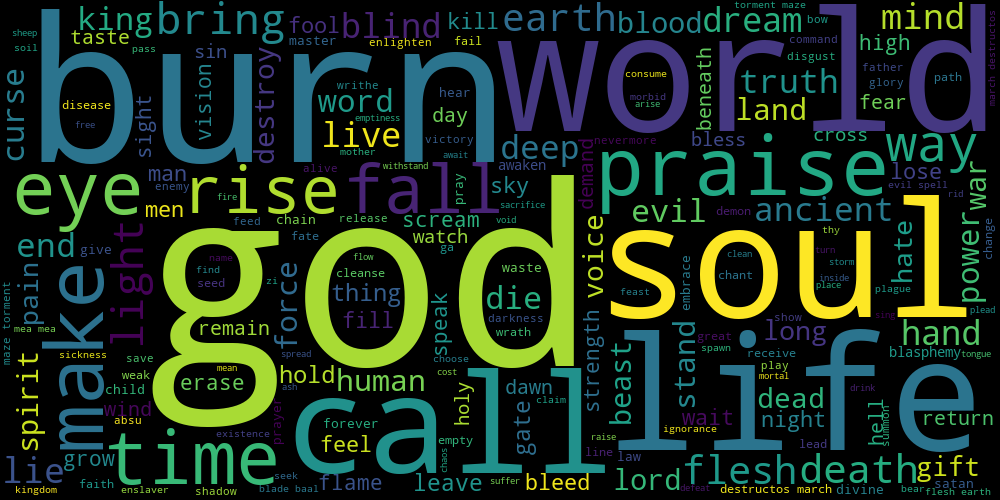 burn
world
god
soul
life
call
praise
time
eye
rise
fall
make
death
flesh
light
way
truth
bring
king
blind
earth
blood
dream
mind
kill
fool
master
enlighten
fail
taste
sin
pass
sheep
soil
curse
disease
free
sight
vision
destroy
word
writhe
emptiness
live
hear
day
victory
mother
await
withstand
consume
morbid
arise
torment maze
bow
command
disgust
high
father
glory
fear
path
march destructos
land
beneath
nevermore
bless
cross
lose
evil spell
rid
deep
awaken
sky
sacrifice
void
pray
alive
man
enemy
men
fire
chain
release
scream
feed
fate
watch
ga
end
give
pain
find
seed
name
zi
force
flow
cleanse
thing
fill
waste
die
darkness
wrath
speak
voice
feast
embrace
demand
demon
evil
ancient
thy
clean
chant
turn
storm
inside
place
plague
hate
power
war
change
plead
hand
sing
show
long
great
spawn
receive
play
mortal
stand
strength
beast
blasphemy
tongue
maze torment
mea mea
sickness
spirit
save
weak
child
wind
absu
remain
erase
mean
spread
ash
hold
human
choose
cost
holy
dawn
claim
gate
forever
feel
empty
chaos
raise
line
law
ignorance
wait
dead
night
drink
hell
summon
return
lead
lie
grow
faith
kingdom
enslaver
shadow
existence
prayer
seek
blade baal
flame
suffer
leave
bleed
lord
defeat
destructos march
divine
bear
satan
gift
flesh earth